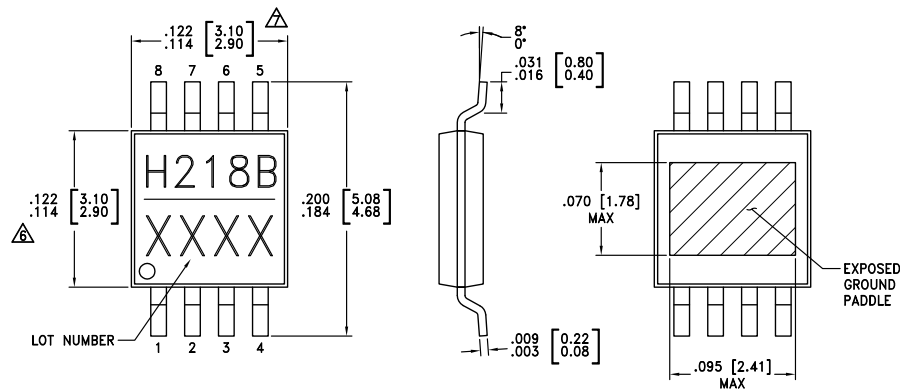 .122 [3.10]
.114 [2.90]
7
8 7 6 5
H218B
XXXX
.122 [3.10]
.114 [2.90]
6
.200 [5.08]
.184 [4.68]
LOT NUMBER
1 2 3 4
8°
0°
.031 [0.80]
.016 [0.40]
.009 [0.22]
.003 [0.08]
.070 [1.78]
MAX
EXPOSED
GROUND
PADDLE
.095 [2.41]
MAX